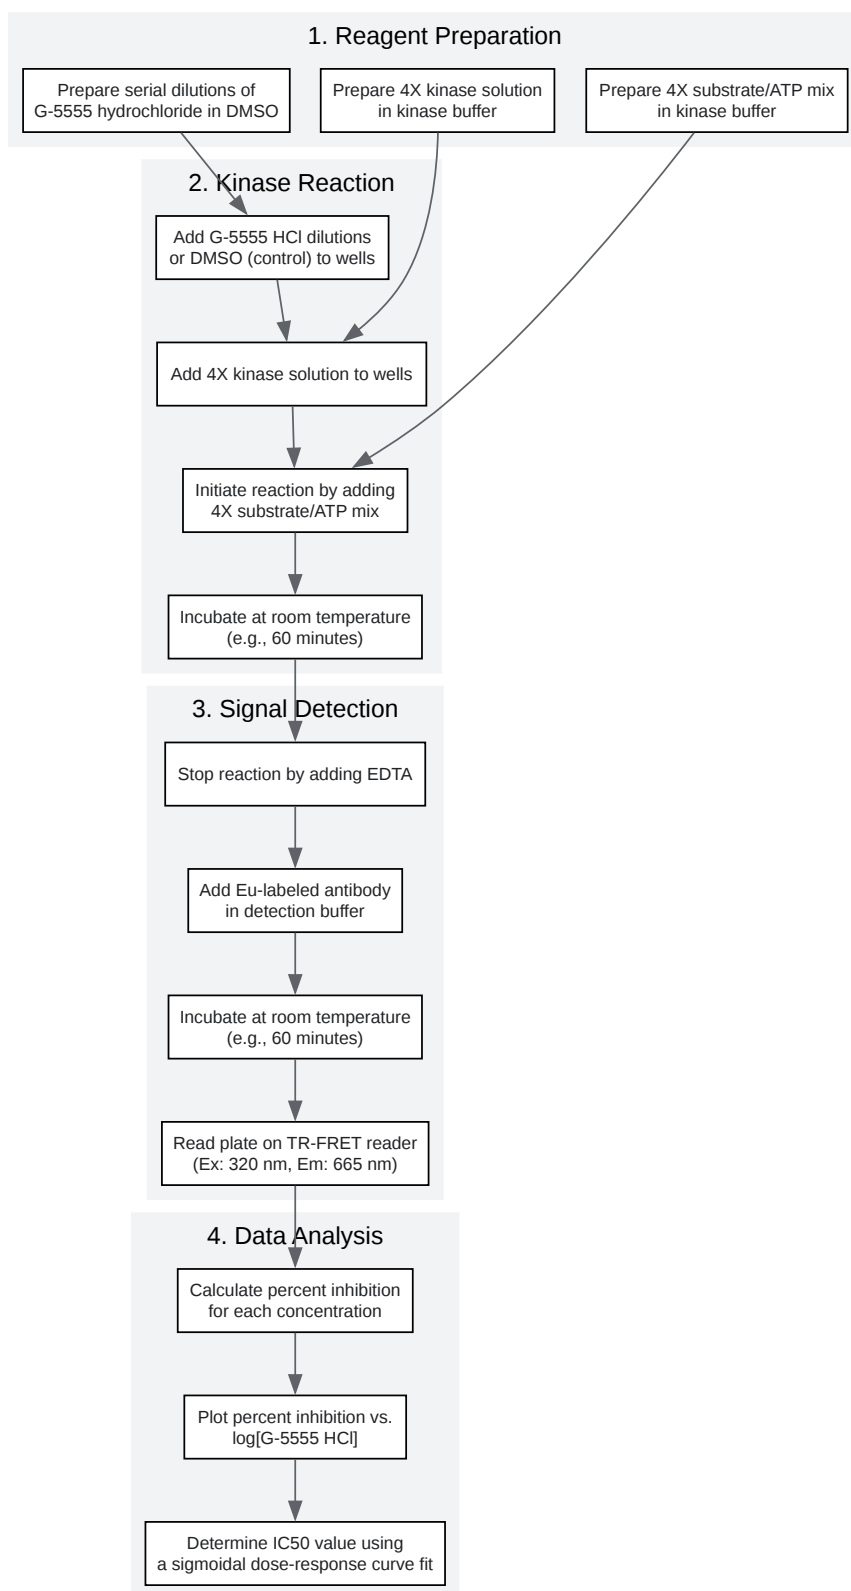 1. Reagent Preparation
Prepare serial dilutions of
G-5555 hydrochloride in DMSO
Prepare 4X kinase solution
in kinase buffer
Prepare 4X substrate/ATP mix
in kinase buffer
2. Kinase Reaction
Add G-5555 HCl dilutions
or DMSO (control) to wells
Add 4X kinase solution to wells
Initiate reaction by adding
4X substrate/ATP mix
Incubate at room temperature
(e.g., 60 minutes)
3. Signal Detection
Stop reaction by adding EDTA
Add Eu-labeled antibody
in detection buffer
Incubate at room temperature
(e.g., 60 minutes)
Read plate on TR-FRET reader
(Ex: 320 nm, Em: 665 nm)
4. Data Analysis
Calculate percent inhibition
for each concentration
Plot percent inhibition vs.
log[G-5555 HCl]
Determine IC50 value using
a sigmoidal dose-response curve fit